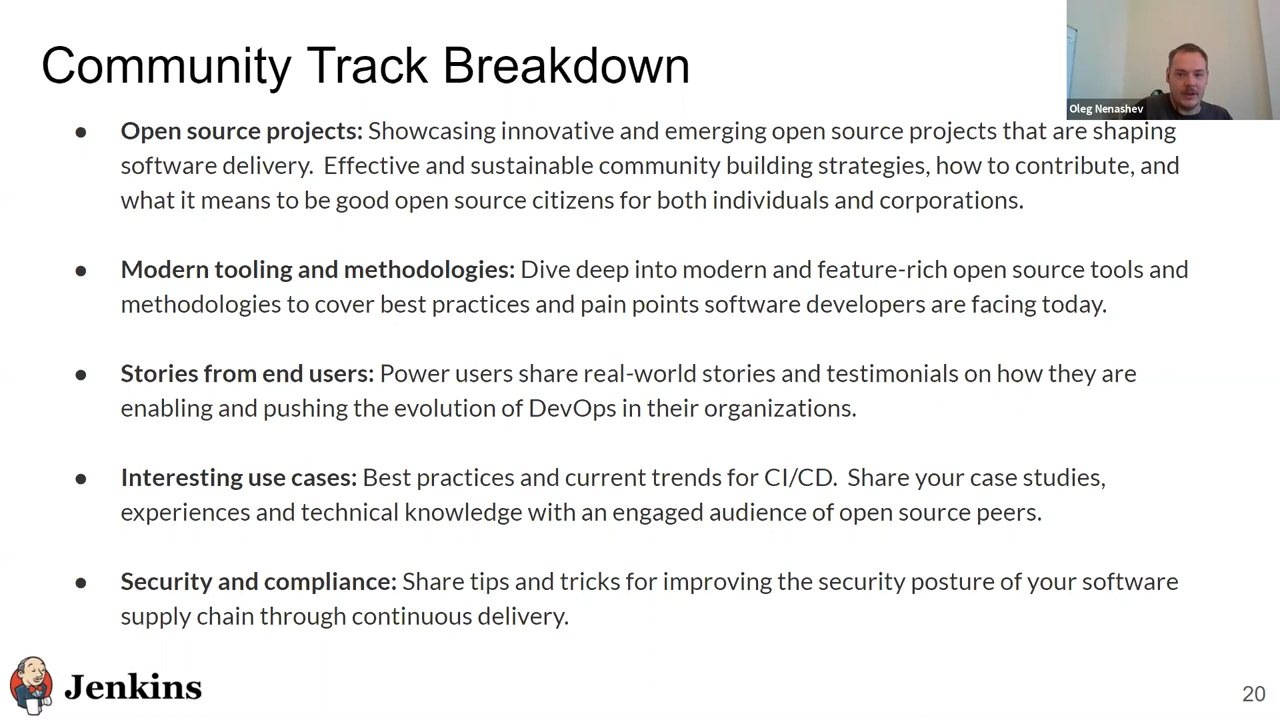 Community Track Breakdown
Oleg Nenashev
● Open source projects: Showcasing innovative and emerging open source projects that are shaping
software delivery.  Effective and sustainable community building strategies, how to contribute, and
what it means to be good open source citizens for both individuals and corporations.
● Modern tooling and methodologies: Dive deep into modern and feature-rich open source tools and
methodologies to cover best practices and pain points software developers are facing today.
● Stories from end users: Power users share real-world stories and testimonials on how they are
enabling and pushing the evolution of DevOps in their organizations.
● Interesting use cases: Best practices and current trends for CI/CD.  Share your case studies,
experiences and technical knowledge with an engaged audience of open source peers.
● Security and compliance: Share tips and tricks for improving the security posture of your software
supply chain through continuous delivery.
Jenkins
20